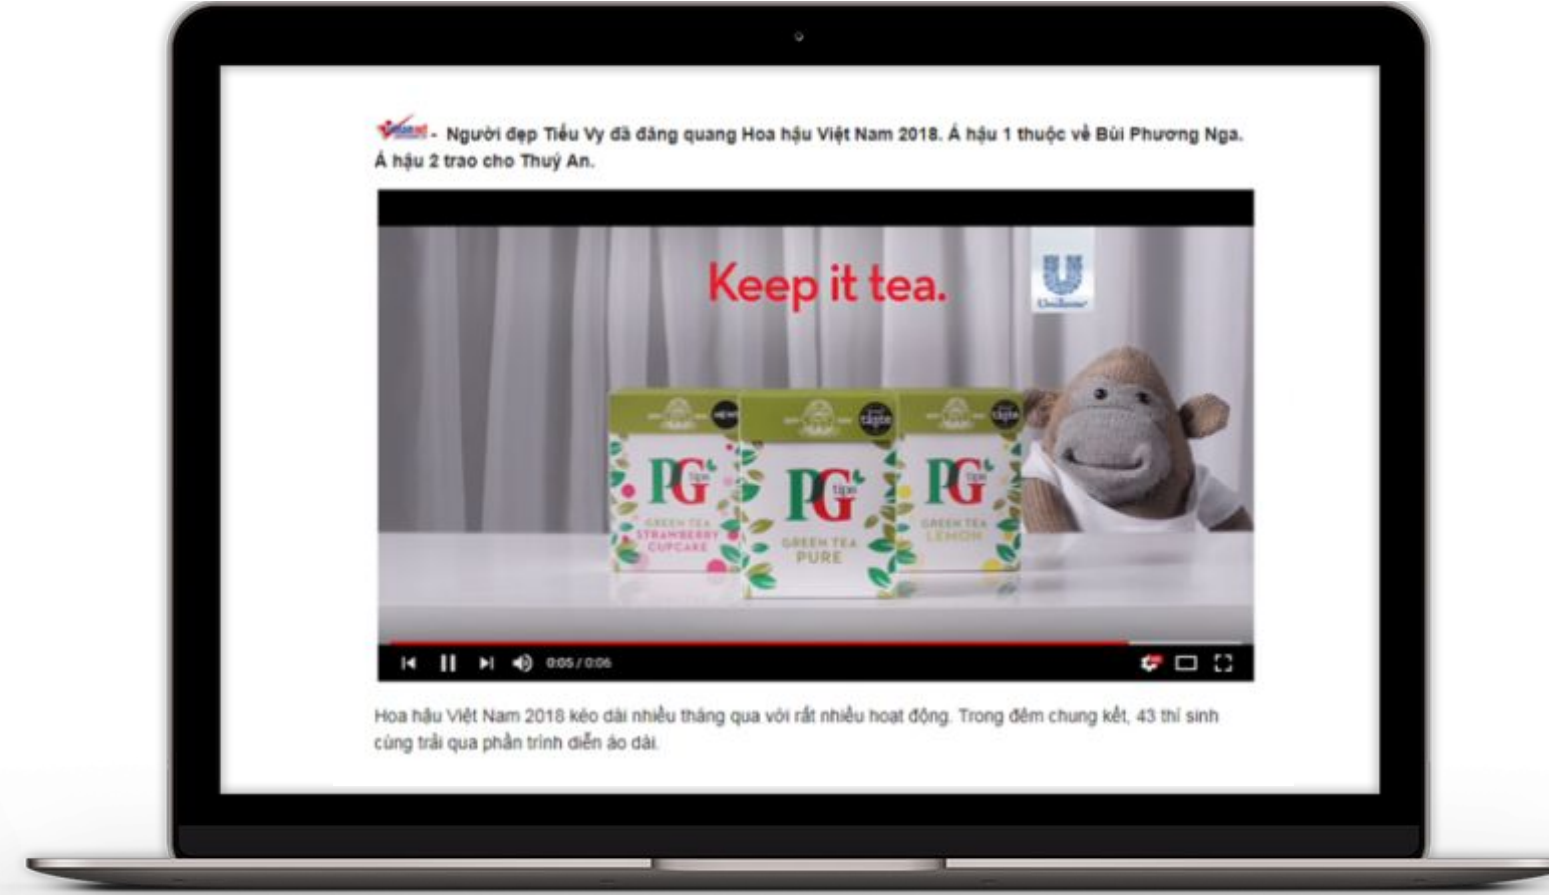 - Người đẹp Tiểu Vy đã đăng quang Hoa hậu Việt Nam 2018. Á hậu 1 thuộc về Bùi Phương Nga.
Á hậu 2 trao cho Thuý An.
Keep it tea.
U
Unilever
PG tips
GREEN TEA
STRAWBERRY
CUPCAKE
PG tips
GREEN TEA
PURE
PG tips
GREEN TEA
LEMON
0:05 / 0:06
Hoa hậu Việt Nam 2018 kéo dài nhiều tháng qua với rất nhiều hoạt động. Trong đêm chung kết, 43 thí sinh
cùng trải qua phần trình diễn áo dài.